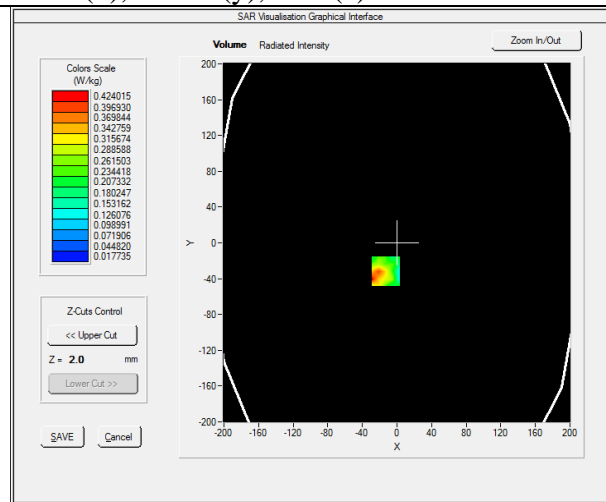 SAR Visualisation Graphical Interface
Volume Radiated Intensity
Zoom In/Out
Colors Scale
(W/kg)
0.424015
0.396930
0.369844
0.342759
0.315674
0.288588
0.261503
0.234418
0.207332
0.180247
0.153162
0.126076
0.098991
0.071906
0.044820
0.017735
Z-Cuts Control
<< Upper Cut
Z = 2.0 mm
Lower Cut >>
SAVE Cancel
200
160
120
80
40
0
-40
-80
-120
-160
-200
Y
-200 -160 -120 -80 -40 0 40 80 120 160 200
X